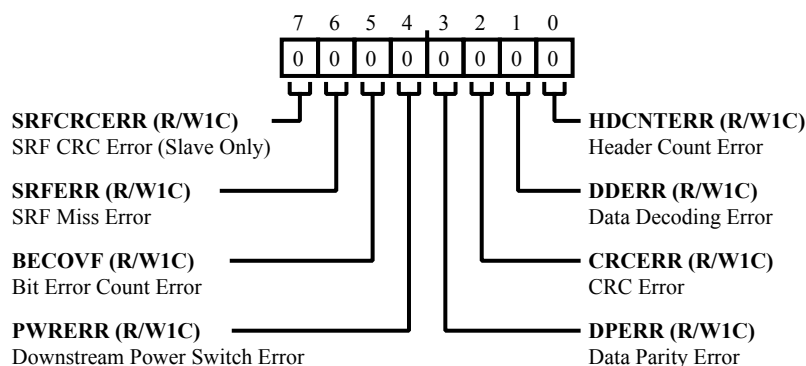 7 6 5 4 3 2 1 0
0 0 0 0 0 0 0 0
SRFCRCERR (R/W1C)
SRF CRC Error (Slave Only)
SRFERR (R/W1C)
SRF Miss Error
BECOVF (R/W1C)
Bit Error Count Error
PWRERR (R/W1C)
Downstream Power Switch Error
HDCNTERR (R/W1C)
Header Count Error
DDERR (R/W1C)
Data Decoding Error
CRCERR (R/W1C)
CRC Error
DPERR (R/W1C)
Data Parity Error